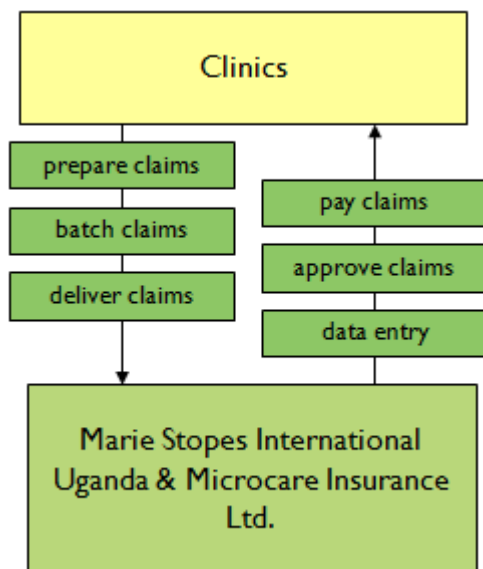 Clinics
prepare claims
batch claims
deliver claims
pay claims
approve claims
data entry
Marie Stopes International
Uganda & Microcare Insurance
Ltd.